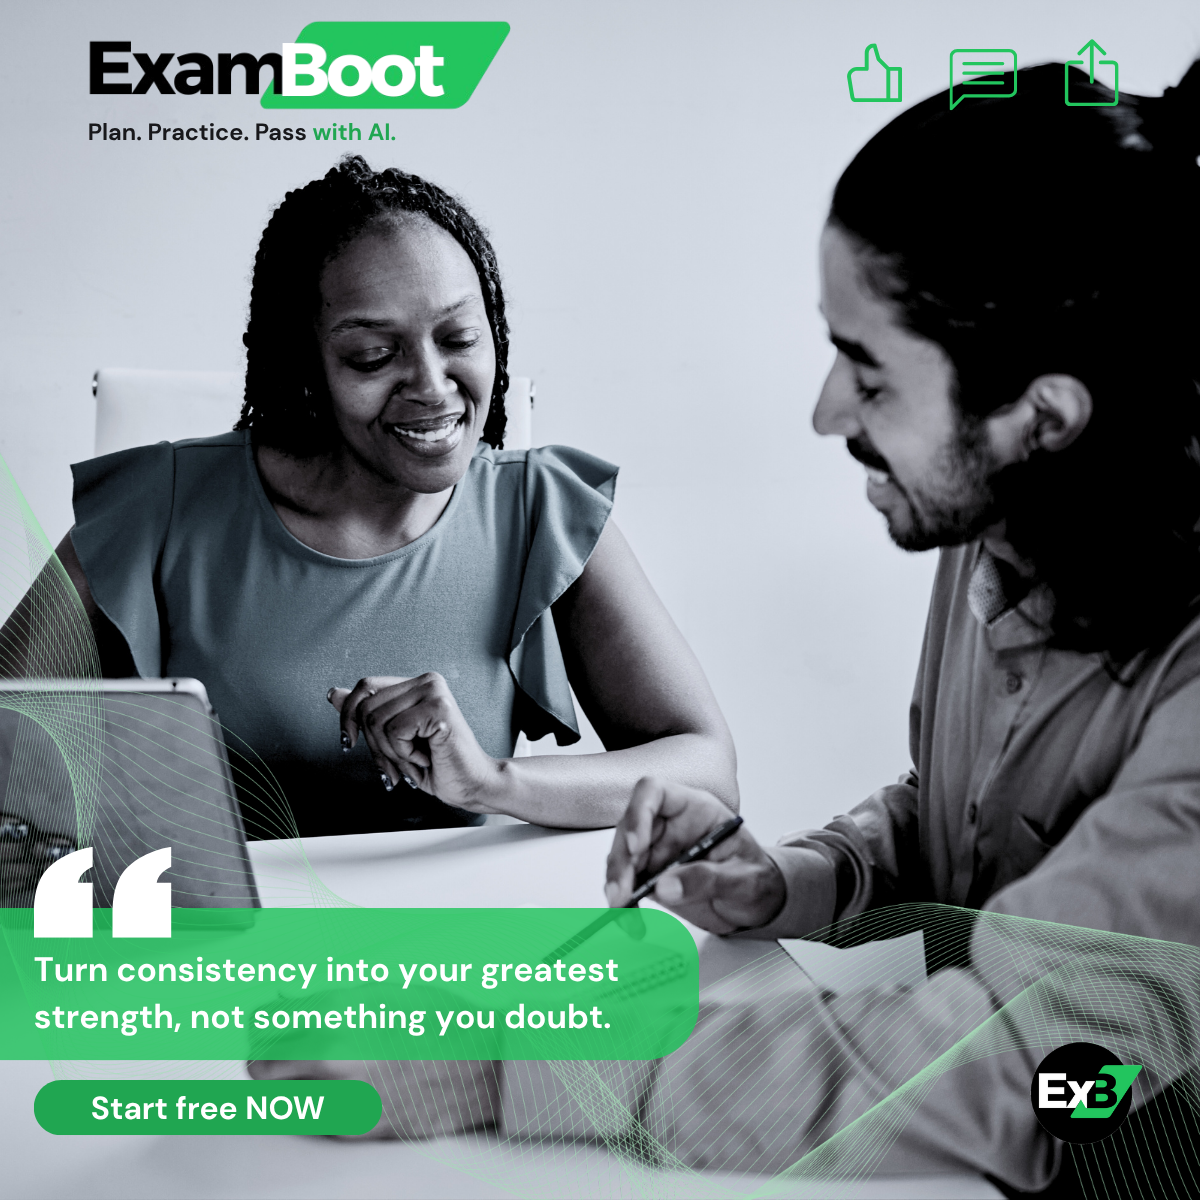 ExamBoot
Plan. Practice. Pass with AI.
Turn consistency into your greatest
strength, not something you doubt.
Start free NOW
ExB